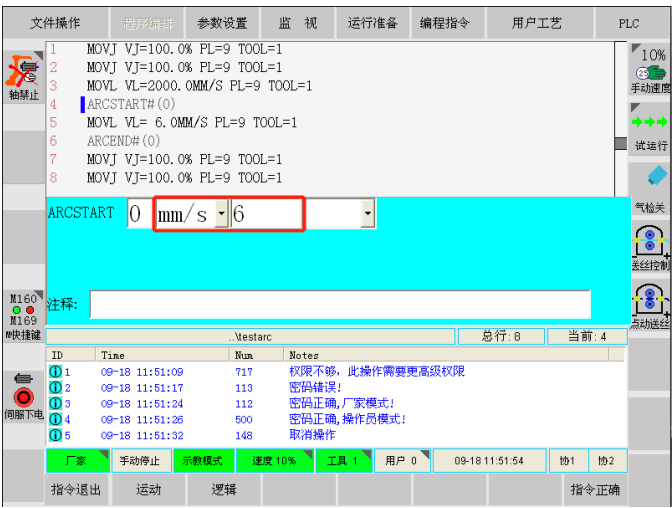 文件操作 程序编辑 参数设置 监 视 运行准备 编程指令 用户工艺 PLC
轴禁止
1 MOVJ VJ=100.0% PL=9 TOOL=1
2 MOVJ VJ=100.0% PL=9 TOOL=1
3 MOVL VL=2000.0MM/S PL=9 TOOL=1
4 ARCSTART#(0)
5 MOVL VL= 6.0MM/S PL=9 TOOL=1
6 ARCEND#(0)
7 MOVJ VJ=100.0% PL=9 TOOL=1
8 MOVJ VJ=100.0% PL=9 TOOL=1
10%
25
手动速度
试运行
气检关
送丝控制
点动送丝
ARCSTART 0 mm/s 6
注释:
M160
M169
M快捷键
伺服下电
..\testarc 总行: 8 当前: 4
ID Time Num Notes
1 09-18 11:51:09 717 权限不够，此操作需要更高级权限
2 09-18 11:51:17 113 密码错误!
3 09-18 11:51:24 112 密码正确,厂家模式!
4 09-18 11:51:26 500 密码正确,操作员模式!
5 09-18 11:51:32 148 取消操作
厂家 手动停止 示教模式 速度 10% 工具 1 用户 0 09-18 11:51:54 协1 协2
指令退出 运动 逻辑 指令正确